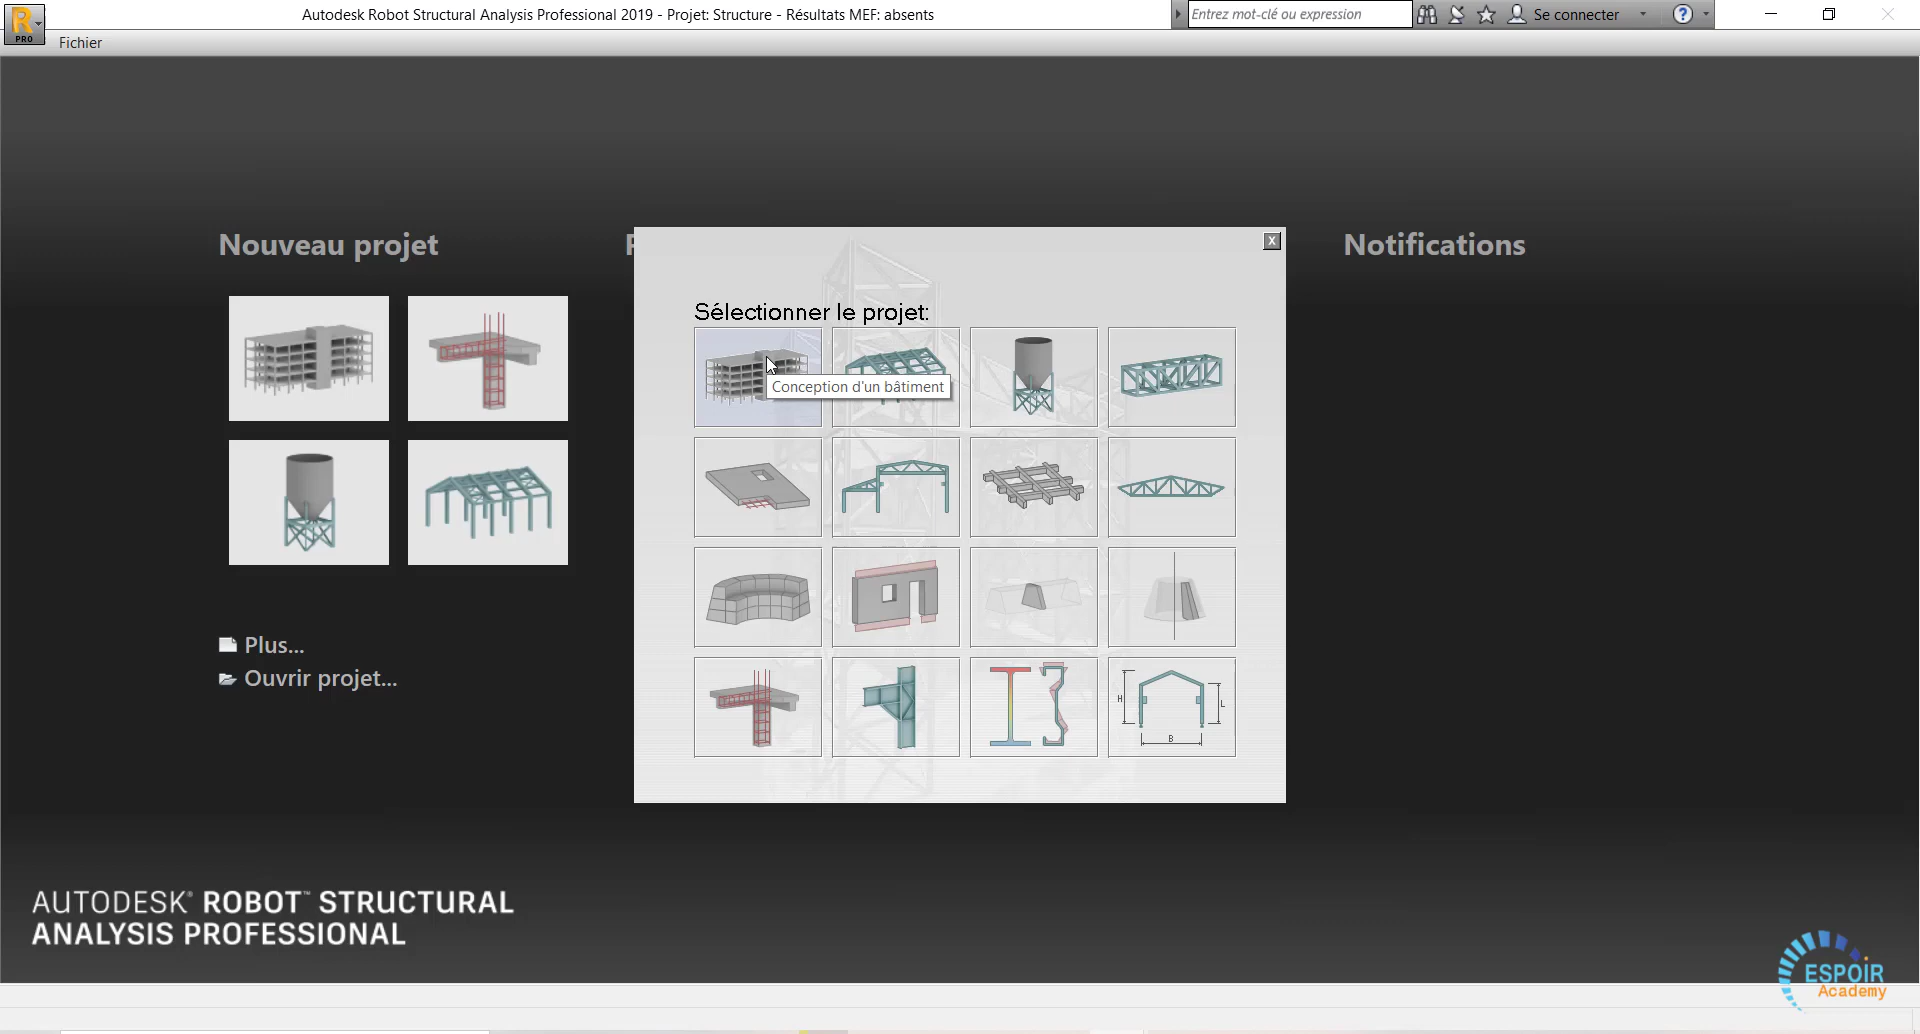 Autodesk Robot Structural Analysis Professional 2019 - Projet: Structure - Résultats MEF: absents
Entrez mot-clé ou expression
Se connecter
?
PRO
Fichier
Nouveau projet
Notifications
X
Sélectionner le projet:
Conception d'un bâtiment
H
L
B
Plus...
Ouvrir projet...
AUTODESK® ROBOT™ STRUCTURAL
ANALYSIS PROFESSIONAL
ESPOIR
Academy